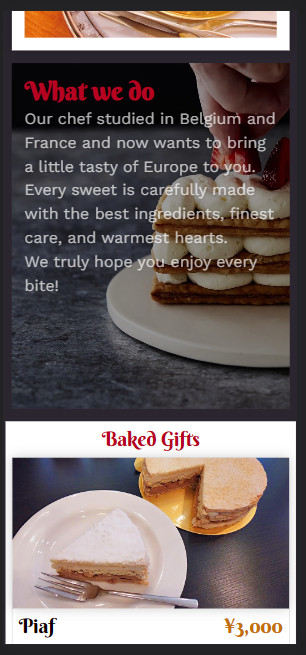 What we do
Our chef studied in Belgium and
France and now wants to bring
a little tasty of Europe to you.
Every sweet is carefully made
with the best ingredients, finest
care, and warmest hearts.
We truly hope you enjoy every
bite!
Baked Gifts
Piaf
¥3,000